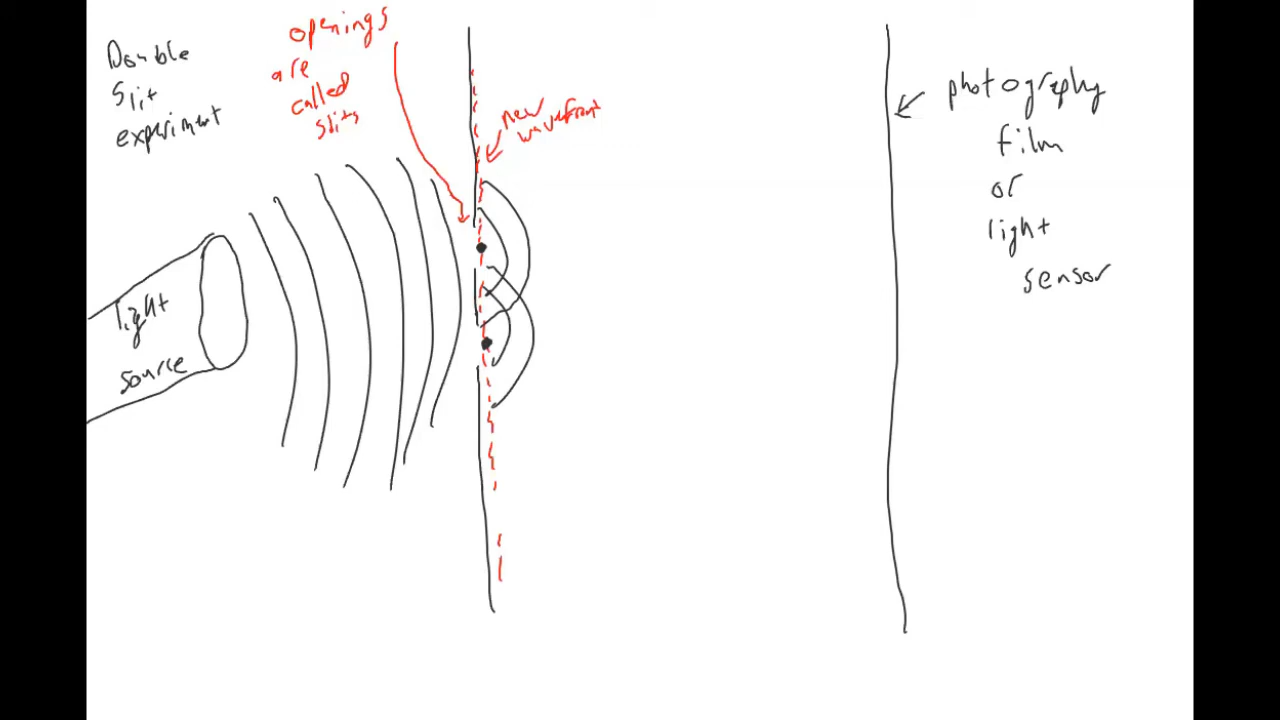 Double
Slit
experiment
openings
are
called
slits
new
wavefront
light
source
photography
film
or
light
sensor